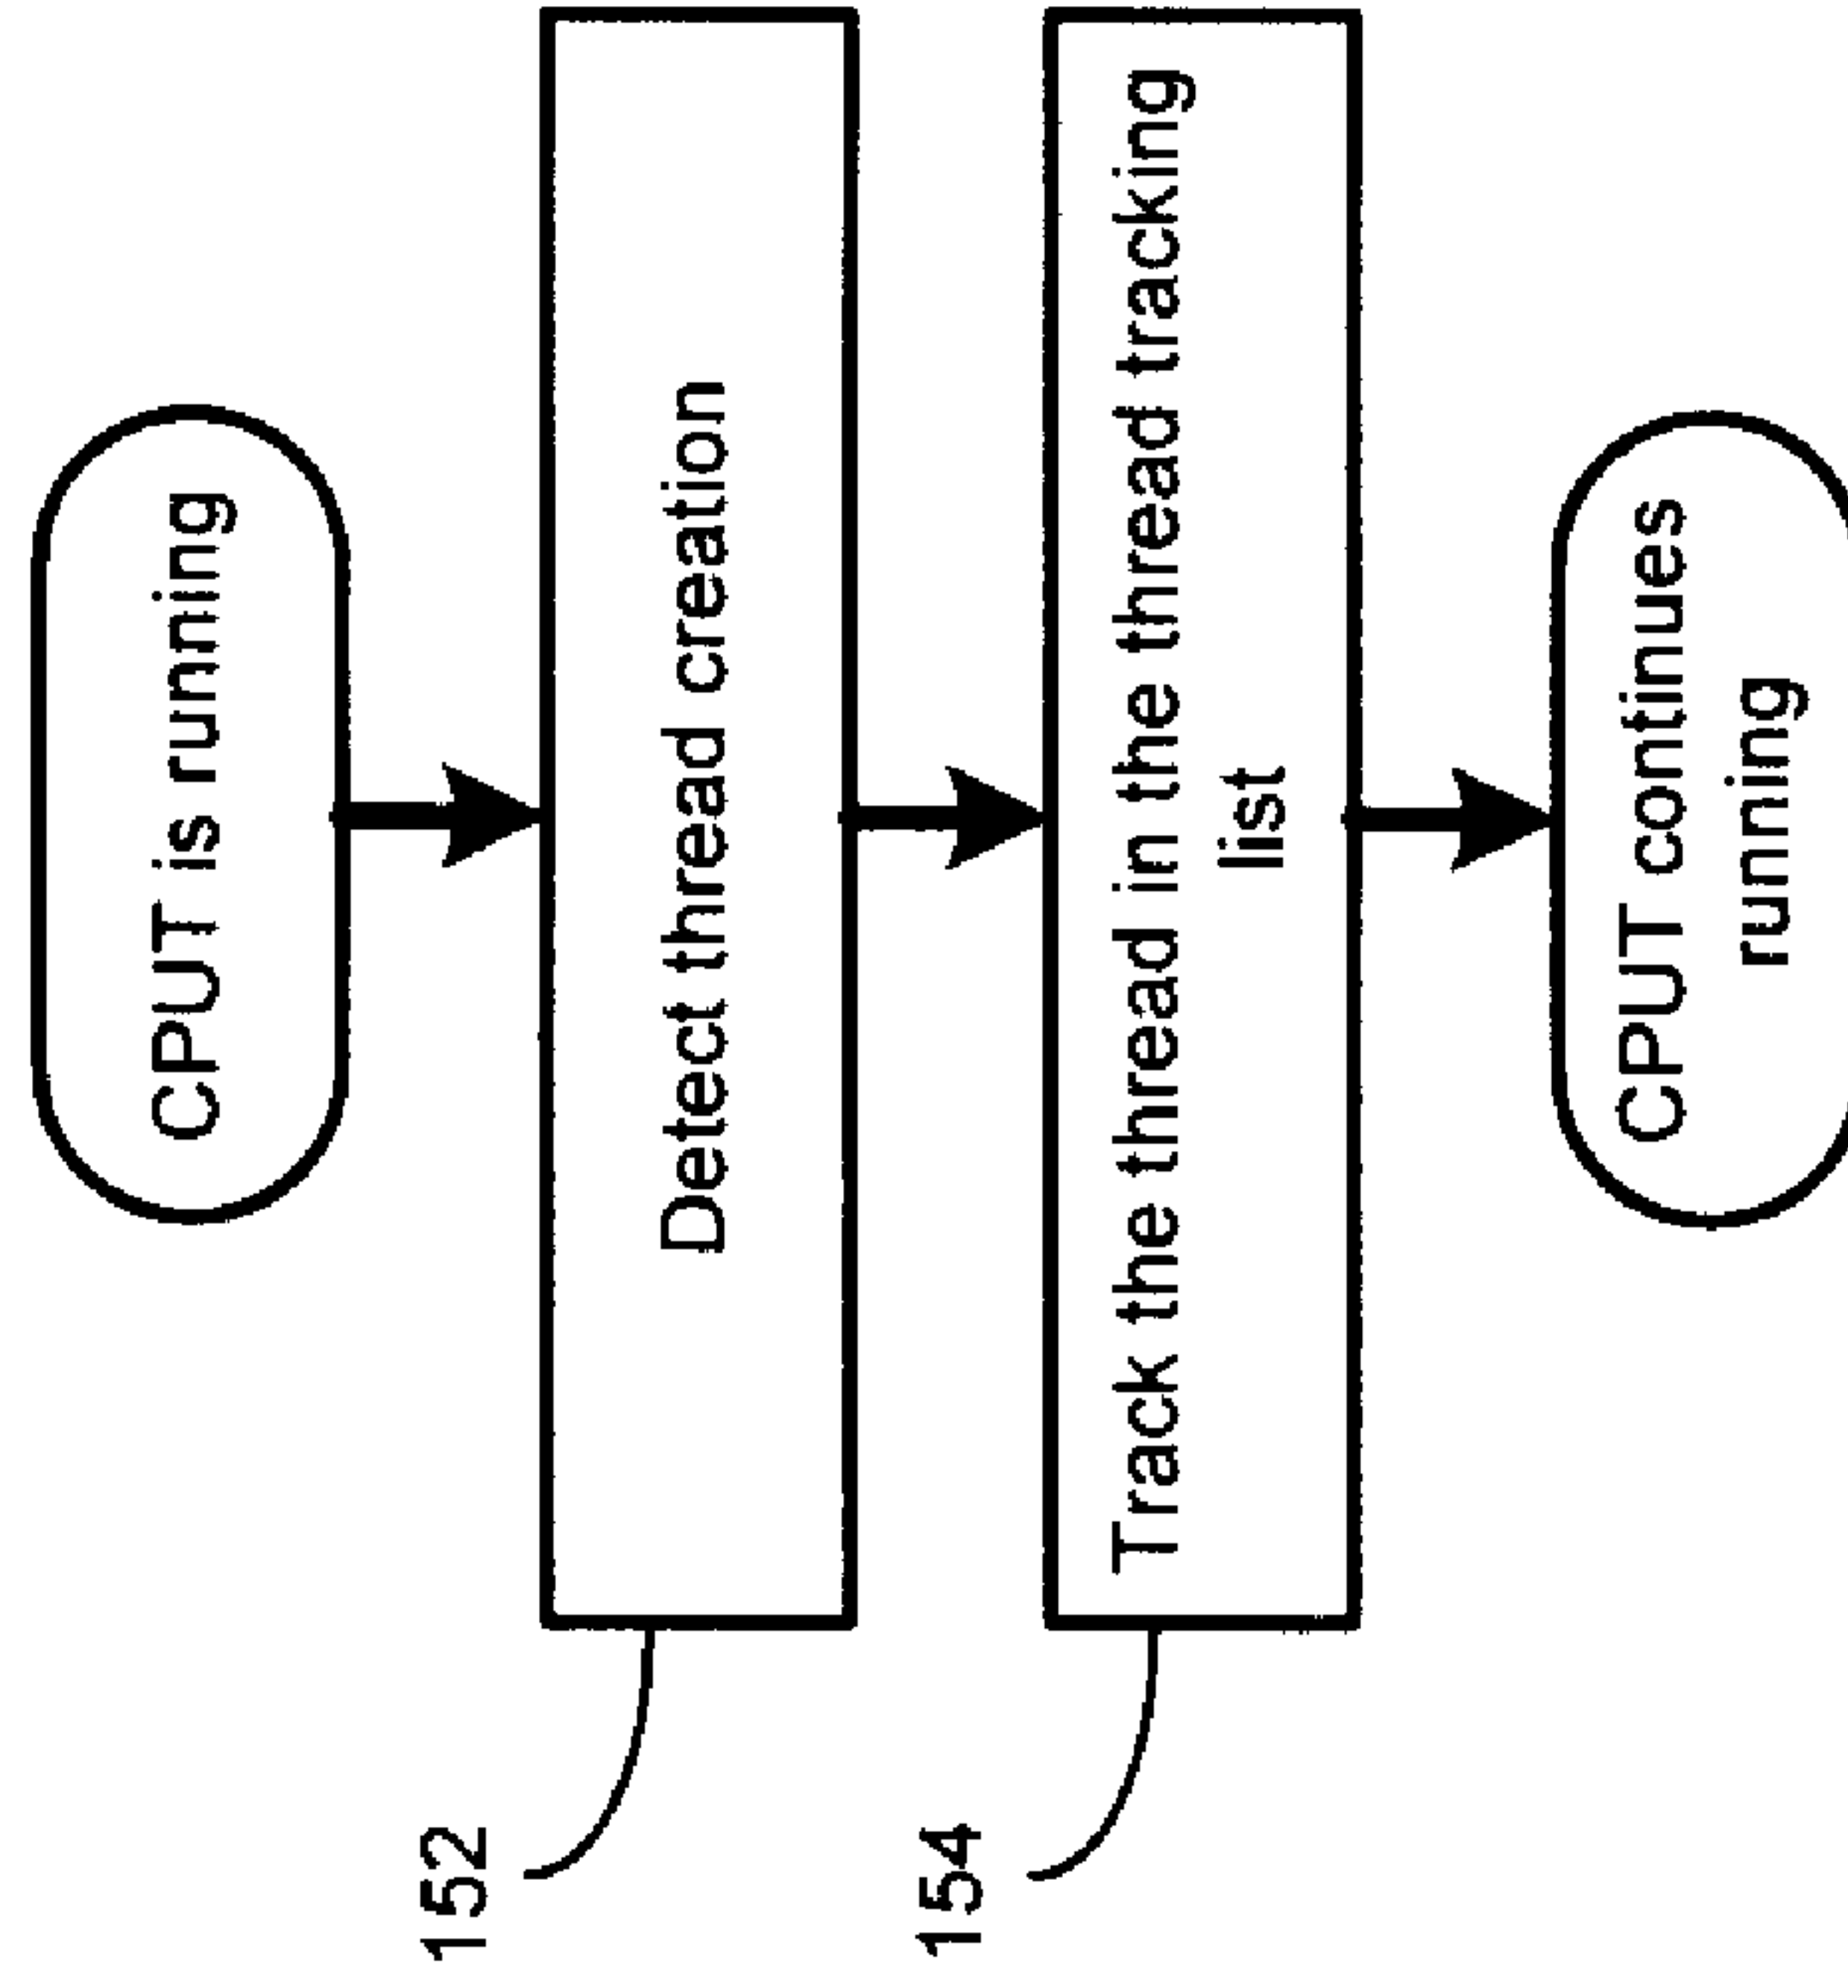 CPUT is running
152
Detect thread creation
154
Track the thread in the thread tracking
list
CPUT continues
running